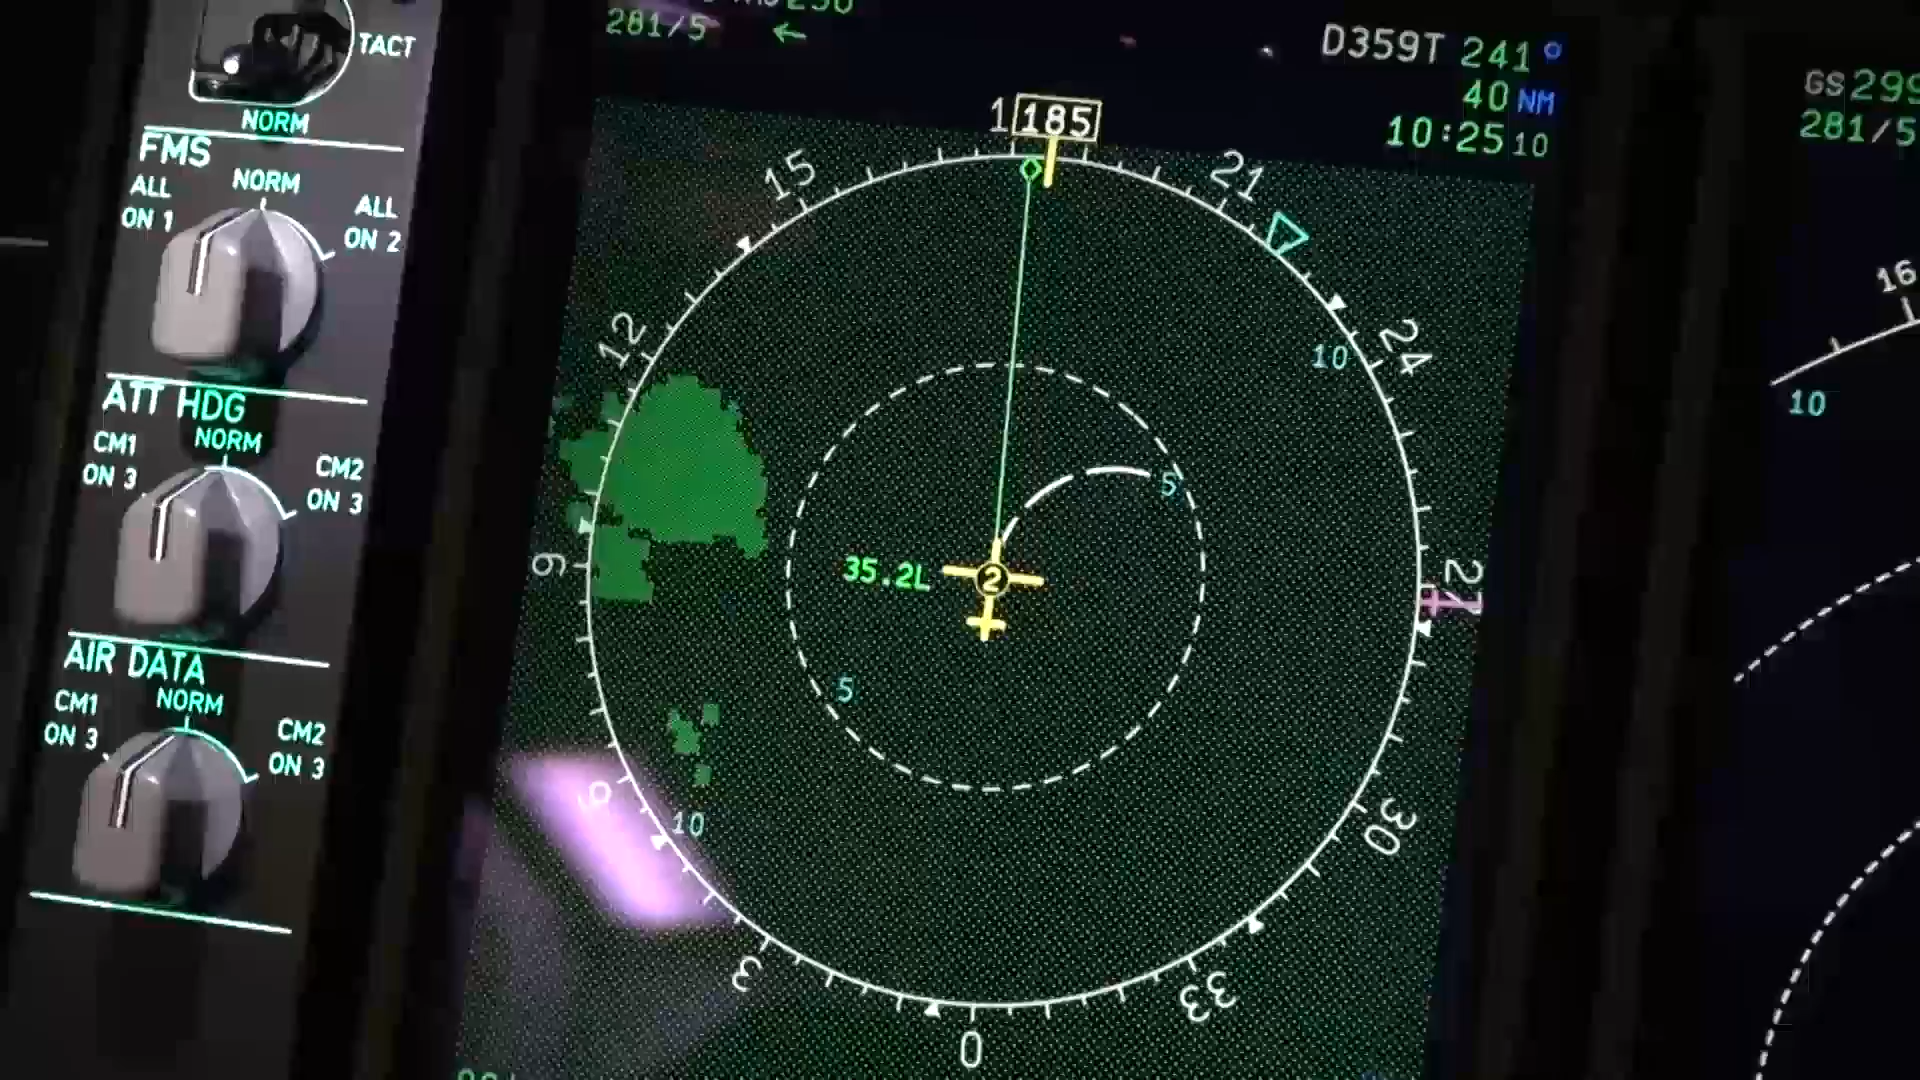 TACT
NORM
FMS
NORM
ALL
ON 1
ALL
ON 2
ATT HDG
NORM
CM1
ON 3
CM2
ON 3
AIR DATA
NORM
CM1
ON 3
CM2
ON 3
281/5 ←
D359T 241°
40 NM
10:25 10
1 185
15
21
12
24
10
5
9
35.2L
2
27
5
6
10
30
3
33
0
GS 299
281/5
16
10